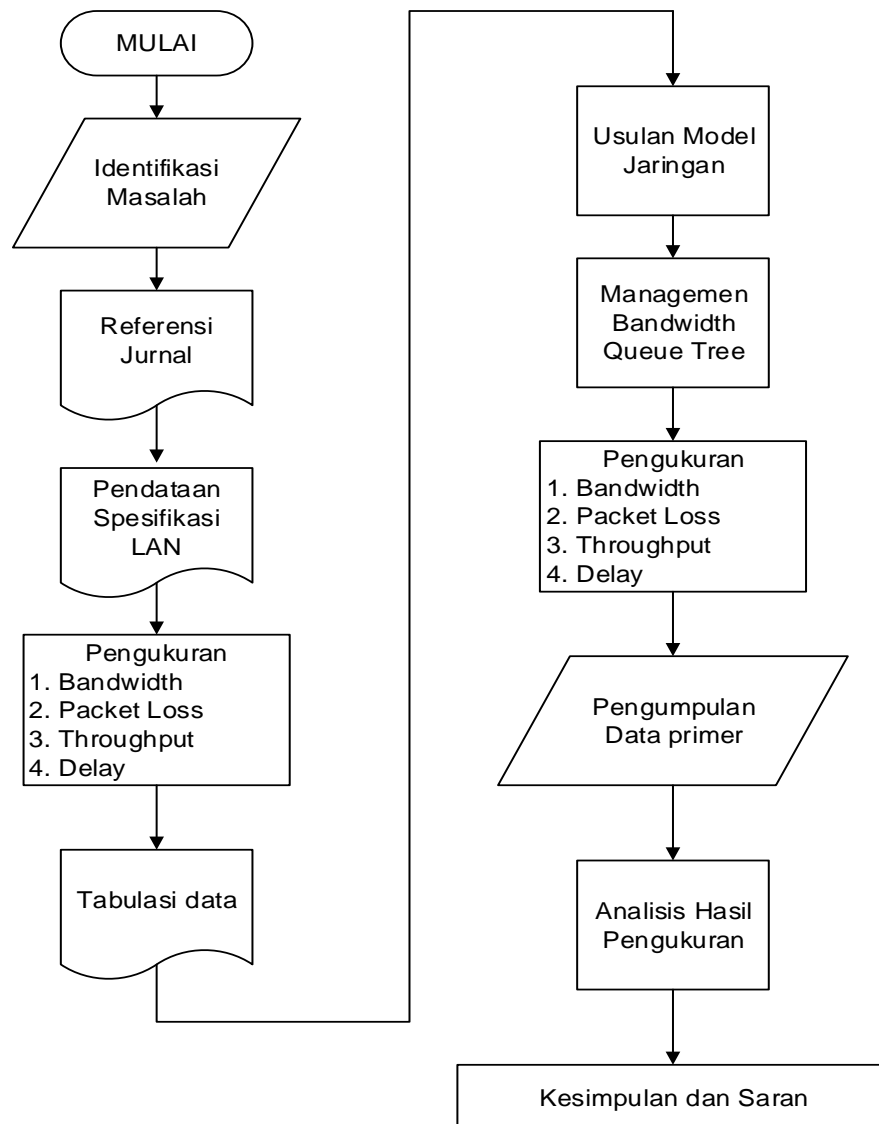 MULAI
Identifikasi
Masalah
Referensi
Jurnal
Pendataan
Spesifikasi
LAN
Pengukuran
1. Bandwidth
2. Packet Loss
3. Throughput
4. Delay
Tabulasi data
Usulan Model
Jaringan
Managemen
Bandwidth
Queue Tree
Pengukuran
1. Bandwidth
2. Packet Loss
3. Throughput
4. Delay
Pengumpulan
Data primer
Analisis Hasil
Pengukuran
Kesimpulan dan Saran